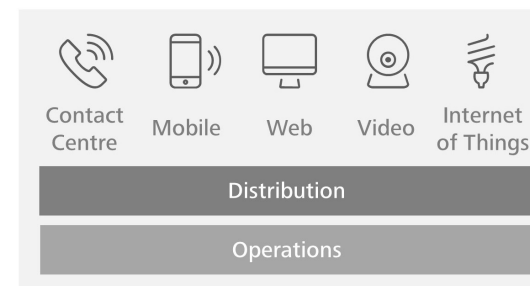 Contact
Centre
Mobile
Web
Video
Internet
of Things
Distribution
Operations